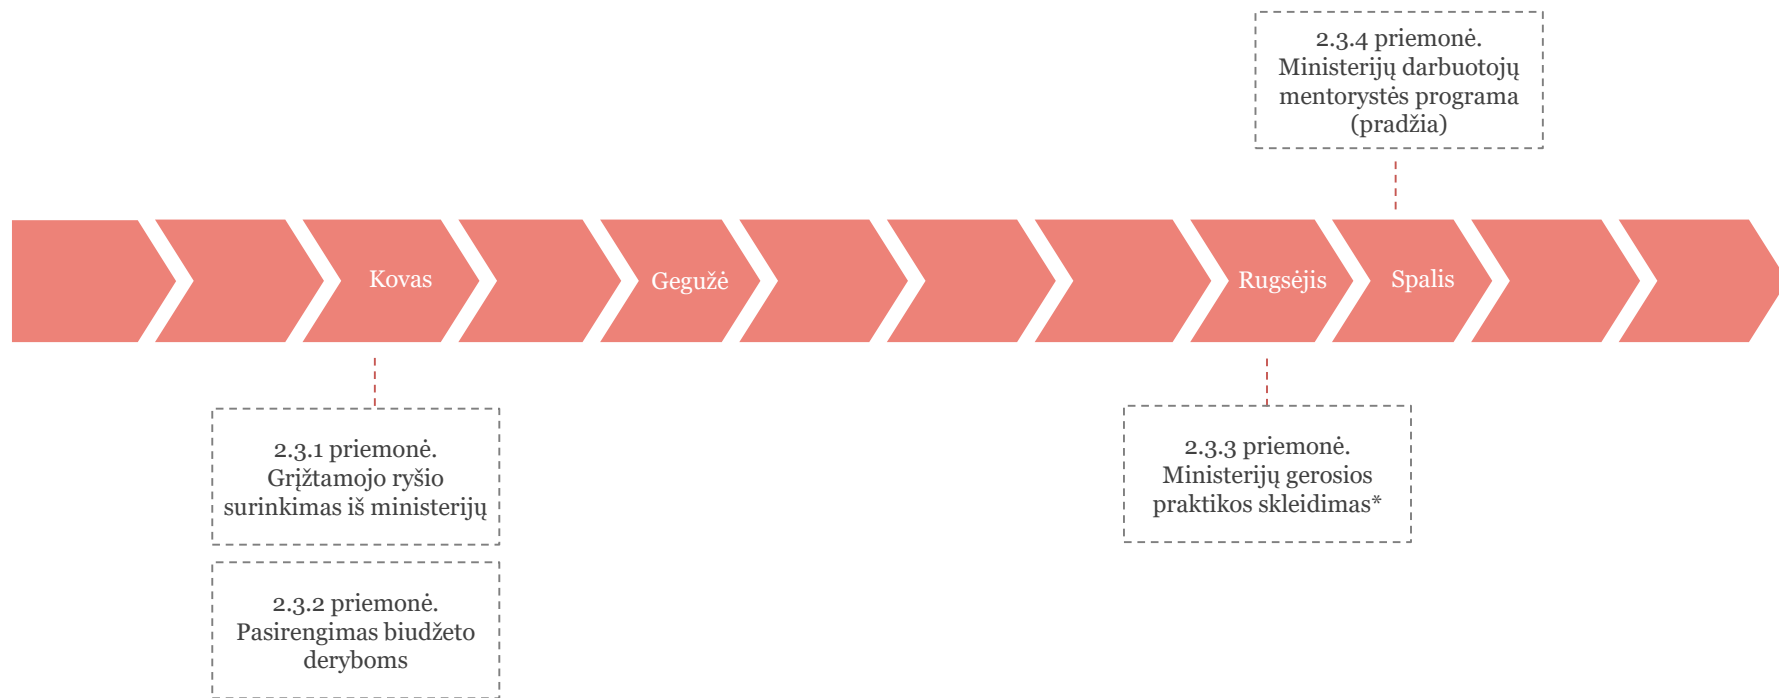 2.3.4 priemonė.
Ministerijų darbuotojų
mentorystės programa
(pradžia)
Kovas
Gegužė
Rugsėjis
Spalis
2.3.1 priemonė.
Grįžtamojo ryšio
surinkimas iš ministerijų
2.3.3 priemonė.
Ministerijų gerosios
praktikos skleidimas*
2.3.2 priemonė.
Pasirengimas biudžeto
deryboms